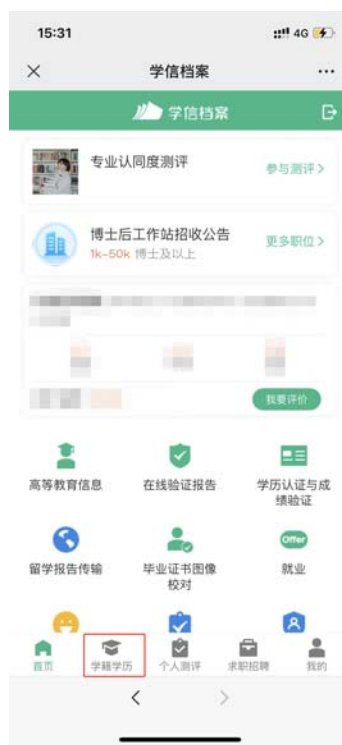 15:31
4G
学信档案
学信档案
专业认同度测评
参与测评>
博士后工作站招收公告
更多职位>
1k-50k 博士及以上
我要评价
高等教育信息
在线验证报告
学历认证与成
绩验证
留学报告传输
毕业证书图像
校对
Offer
就业
首页
学籍学历
个人测评
求职招聘
我的